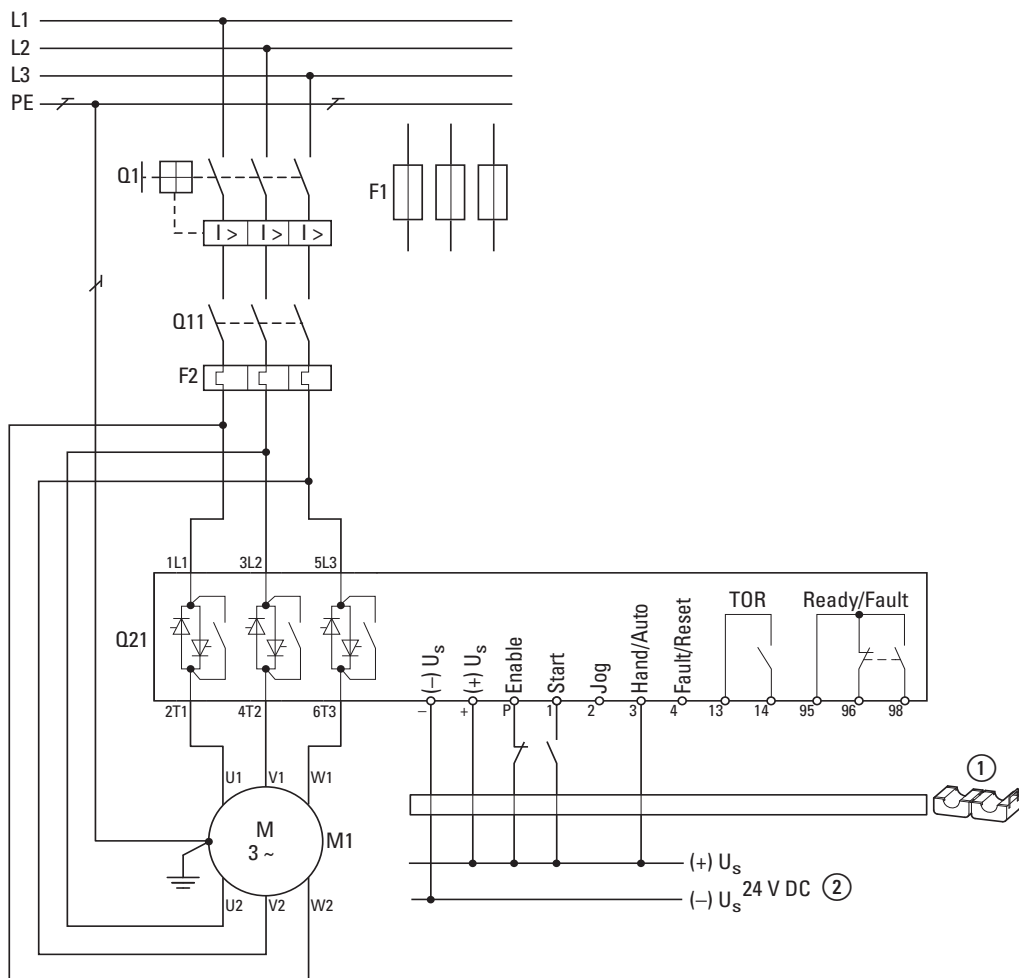 L1
L2
L3
PE
Q1
F1
I > I > I >
Q11
F2
1L1 3L2 5L3
Q21
(–) Us
(+) Us
Enable
Start
Jog
Hand/Auto
Fault/Reset
TOR
Ready/Fault
2T1 4T2 6T3
– + P 1 2 3 4 13 14 95 96 98
U1 V1 W1
M
3 ~
M1
U2 V2 W2
1
(+) Us
24 V DC 2
(–) Us